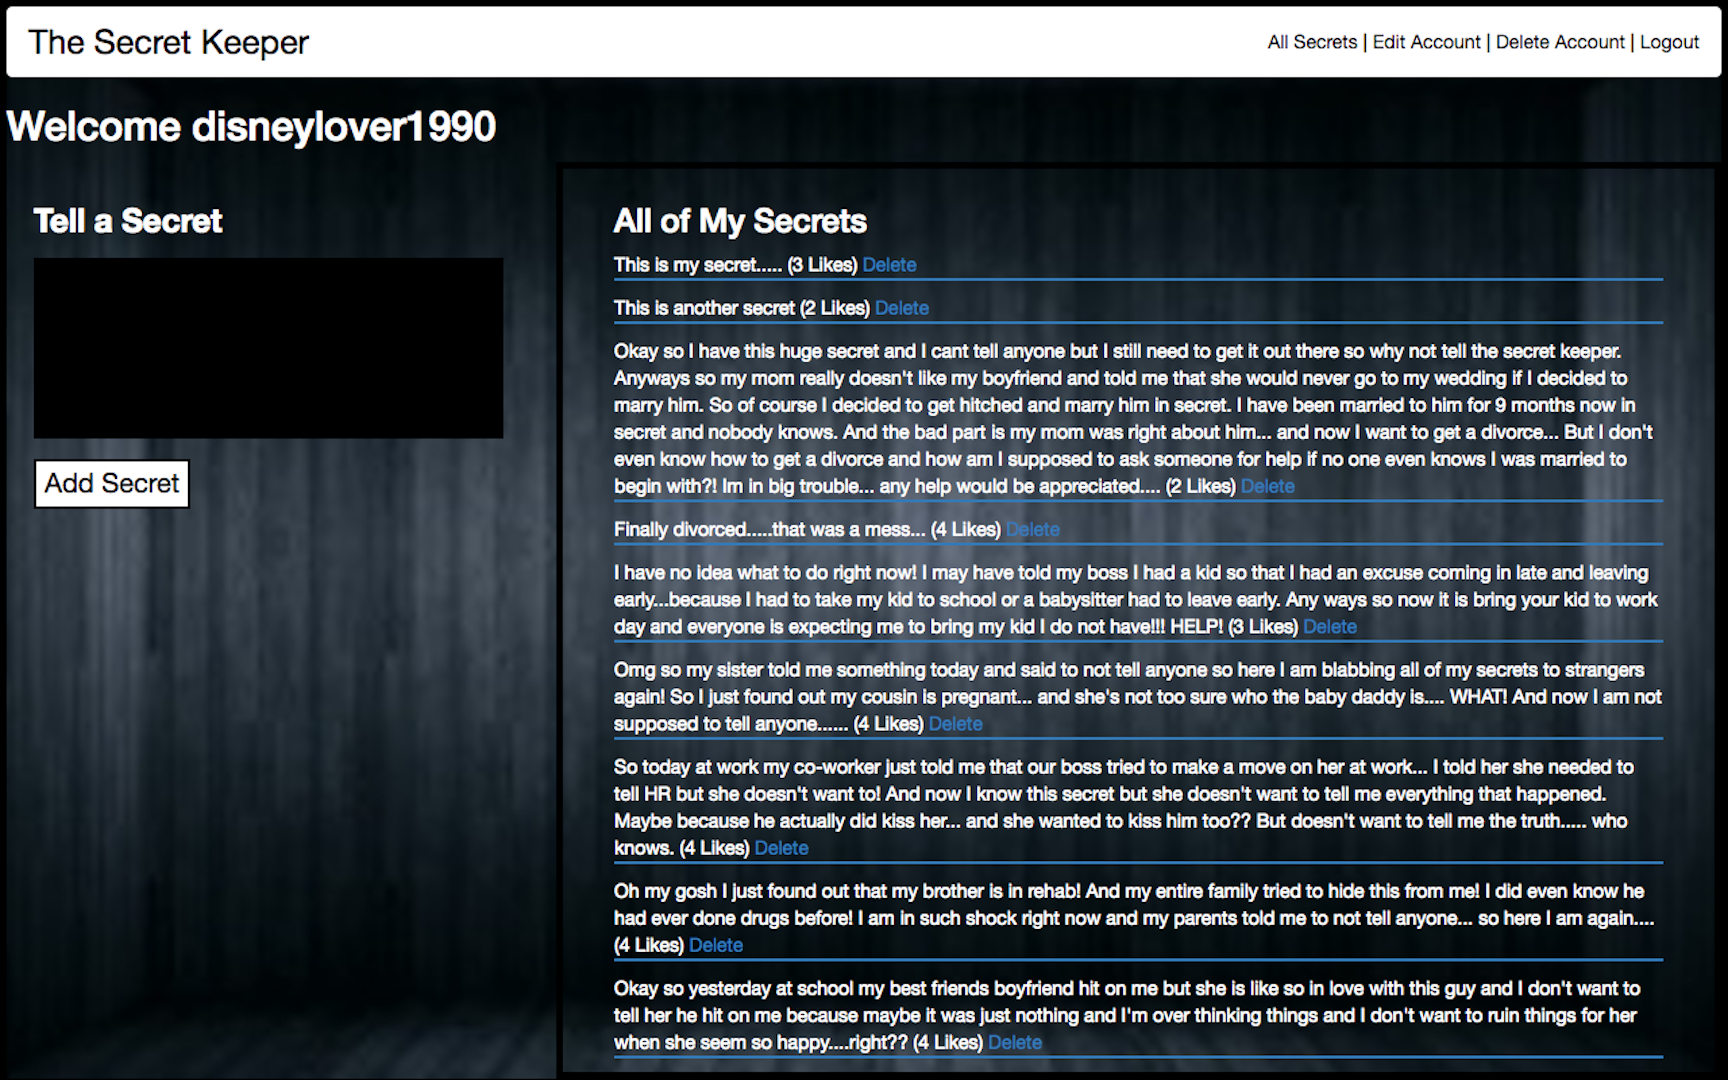 The Secret Keeper
All Secrets | Edit Account | Delete Account | Logout
Welcome disneylover1990
Tell a Secret
Add Secret
All of My Secrets
This is my secret..... (3 Likes) Delete
This is another secret (2 Likes) Delete
Okay so I have this huge secret and I cant tell anyone but I still need to get it out there so why not tell the secret keeper.
Anyways so my mom really doesn't like my boyfriend and told me that she would never go to my wedding if I decided to
marry him. So of course I decided to get hitched and marry him in secret. I have been married to him for 9 months now in
secret and nobody knows. And the bad part is my mom was right about him... and now I want to get a divorce... But I don't
even know how to get a divorce and how am I supposed to ask someone for help if no one even knows I was married to
begin with?! Im in big trouble... any help would be appreciated.... (2 Likes) Delete
Finally divorced.....that was a mess... (4 Likes) Delete
I have no idea what to do right now! I may have told my boss I had a kid so that I had an excuse coming in late and leaving
early...because I had to take my kid to school or a babysitter had to leave early. Any ways so now it is bring your kid to work
day and everyone is expecting me to bring my kid I do not have!!! HELP! (3 Likes) Delete
Omg so my sister told me something today and said to not tell anyone so here I am blabbing all of my secrets to strangers
again! So I just found out my cousin is pregnant... and she's not too sure who the baby daddy is.... WHAT! And now I am not
supposed to tell anyone...... (4 Likes) Delete
So today at work my co-worker just told me that our boss tried to make a move on her at work... I told her she needed to
tell HR but she doesn't want to! And now I know this secret but she doesn't want to tell me everything that happened.
Maybe because he actually did kiss her... and she wanted to kiss him too?? But doesn't want to tell me the truth..... who
knows. (4 Likes) Delete
Oh my gosh I just found out that my brother is in rehab! And my entire family tried to hide this from me! I did even know he
had ever done drugs before! I am in such shock right now and my parents told me to not tell anyone... so here I am again....
(4 Likes) Delete
Okay so yesterday at school my best friends boyfriend hit on me but she is like so in love with this guy and I don't want to
tell her he hit on me because maybe it was just nothing and I'm over thinking things and I don't want to ruin things for her
when she seem so happy....right?? (4 Likes) Delete